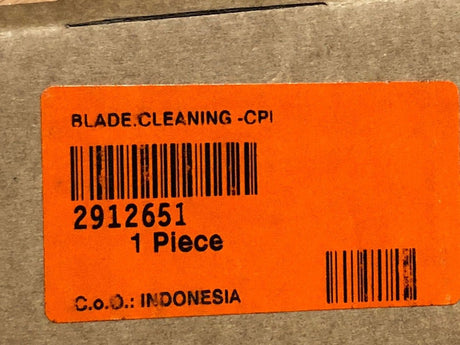 BLADE.CLEANING -CPI
2912651
1 Piece
C.o.O.: INDONESIA